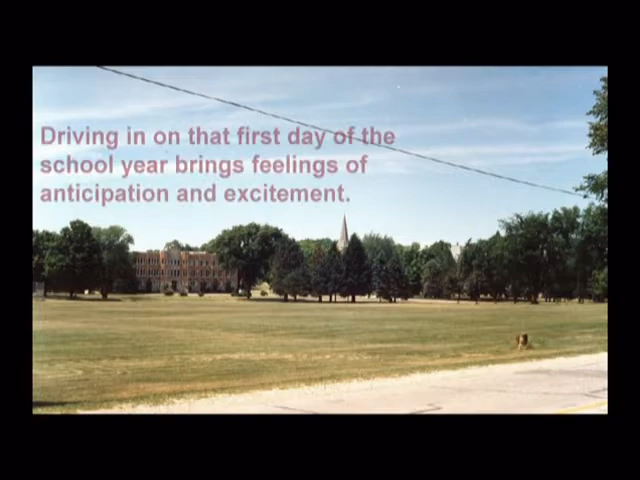 Driving in on that first day of the
school year brings feelings of
anticipation and excitement.